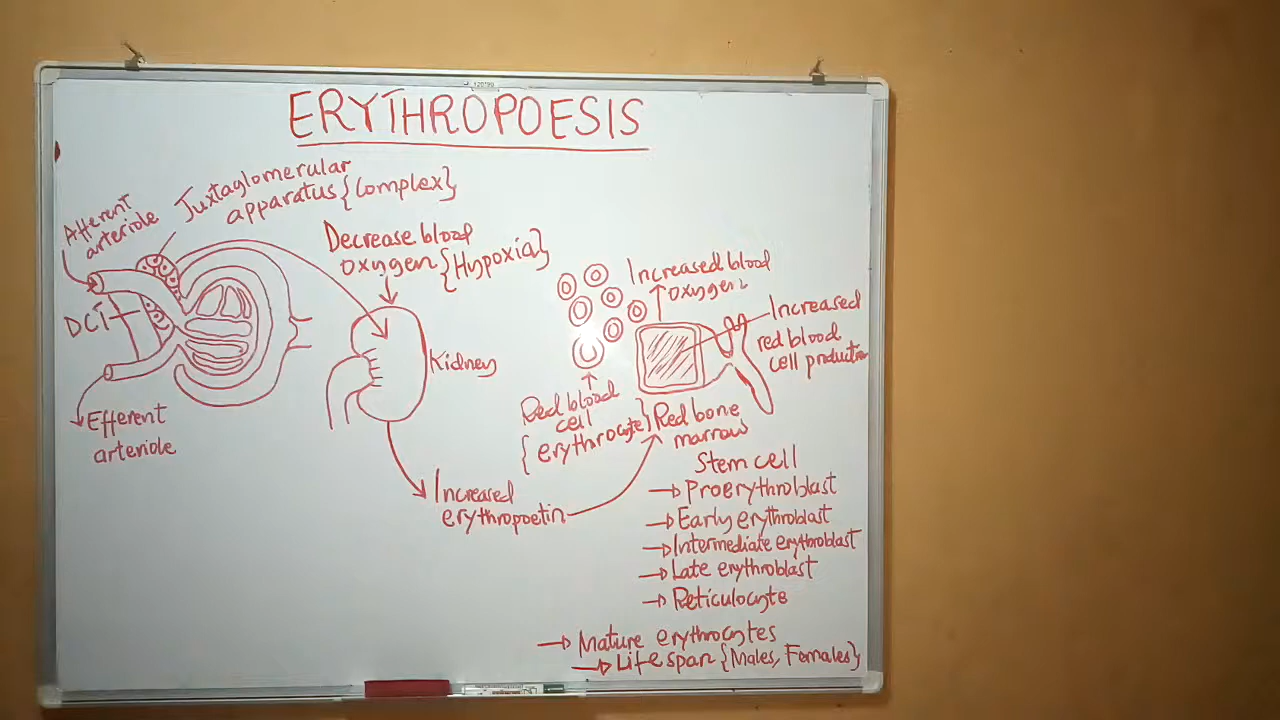 ERYTHROPOESIS
Juxtaglomerular
apparatus {Complex}
Afferent
arteriole
DCT
Efferent
arteriole
Decrease blood
oxygen {Hypoxia}
Kidney
Increased
erythropoetin
Increased blood
oxygen
Increased
red blood
cell production
Red blood
cell
{erythrocyte}
Red bone
marrow
Stem cell
→ Proerythroblast
→ Early erythroblast
→ Intermediate erythroblast
→ Late erythroblast
→ Reticulocyte
→ Mature erythrocytes
→ Life span {Males, Females}